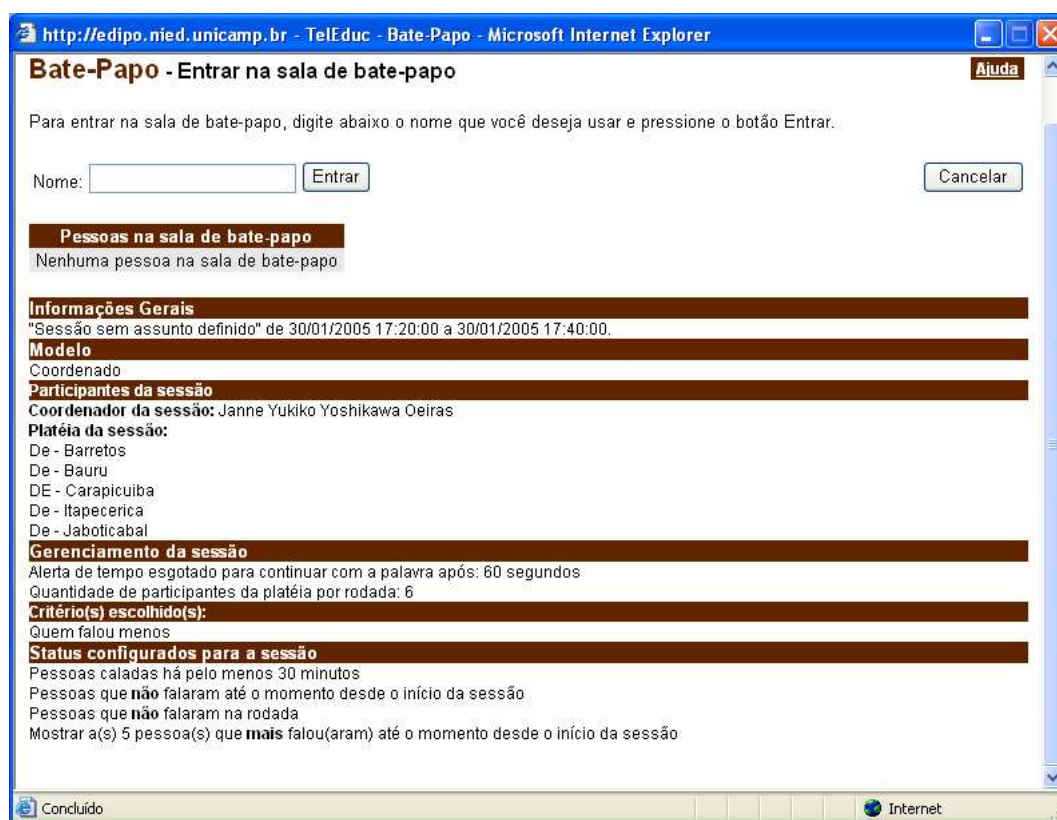 http://edipo.nied.unicamp.br - TelEduc - Bate-Papo - Microsoft Internet Explorer
Bate-Papo - Entrar na sala de bate-papo
Ajuda
Para entrar na sala de bate-papo, digite abaixo o nome que você deseja usar e pressione o botão Entrar.
Nome: Entrar Cancelar
Pessoas na sala de bate-papo
Nenhuma pessoa na sala de bate-papo
Informações Gerais
"Sessão sem assunto definido" de 30/01/2005 17:20:00 a 30/01/2005 17:40:00.
Modelo
Coordenado
Participantes da sessão
Coordenador da sessão: Janne Yukiko Yoshikawa Oeiras
Platéia da sessão:
De - Barretos
De - Bauru
DE - Carapicuiba
De - Itapecerica
De - Jaboticabal
Gerenciamento da sessão
Alerta de tempo esgotado para continuar com a palavra após: 60 segundos
Quantidade de participantes da platéia por rodada: 6
Critério(s) escolhido(s):
Quem falou menos
Status configurados para a sessão
Pessoas caladas há pelo menos 30 minutos
Pessoas que não falaram até o momento desde o início da sessão
Pessoas que não falaram na rodada
Mostrar a(s) 5 pessoa(s) que mais falou(aram) até o momento desde o início da sessão
Concluído
Internet